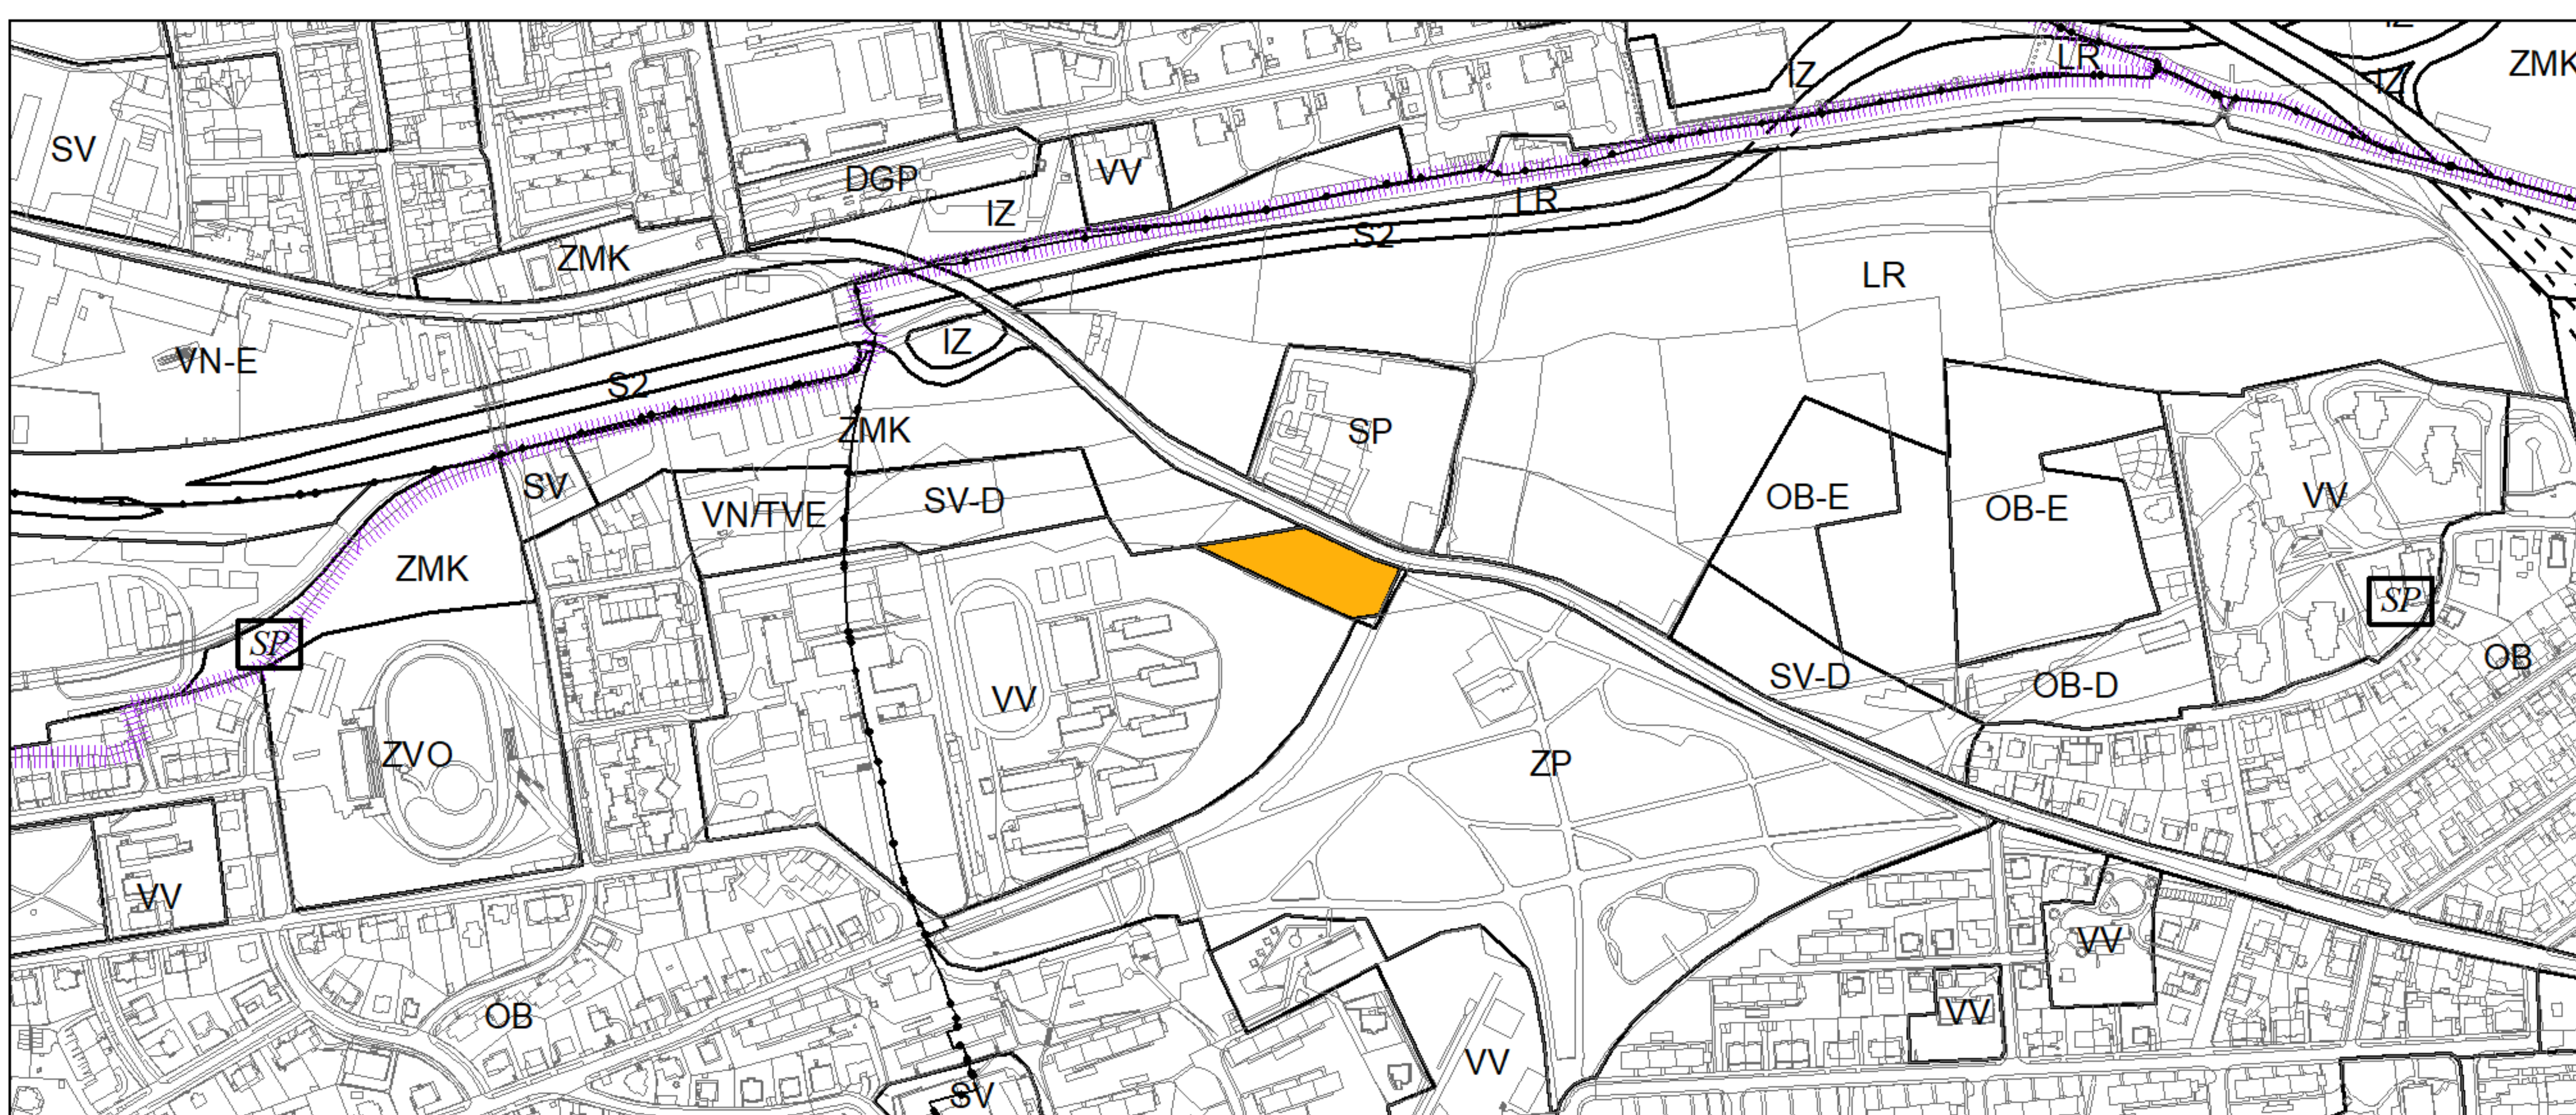 IZ
LR
ZMK
IZ
IZ
SV
VV
DGP
LR
IZ
S2
ZMK
LR
IZ
VN-E
S2
ZMK
SP
SV
SV-D
VN/TVE
OB-E
OB-E
VV
ZMK
SP
SP
OB
SV-D
OB-D
VV
ZVO
ZP
VV
VV
OB
VV
VV
SV